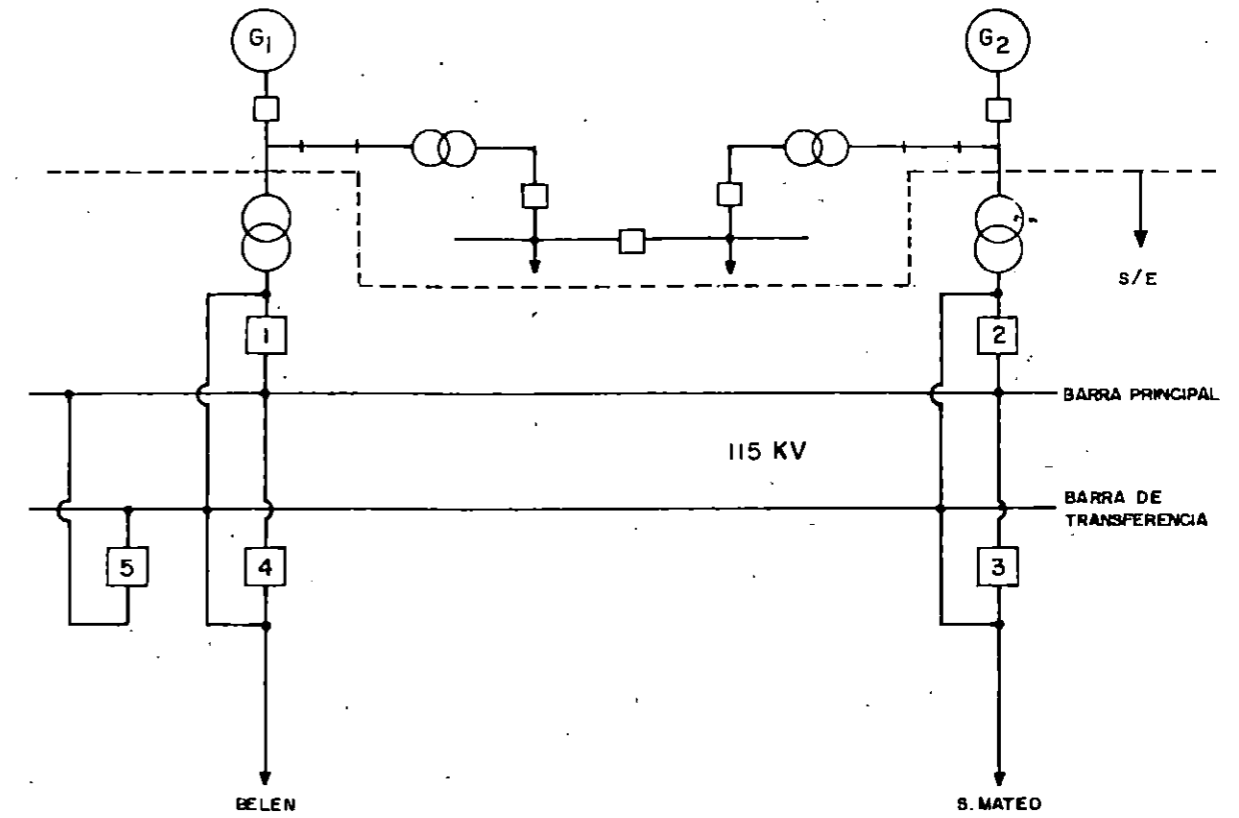 G1
G2
S/E
1
2
BARRA PRINCIPAL
115 KV
BARRA DE
TRANSFERENCIA
5
4
3
BELEN
S. MATEO